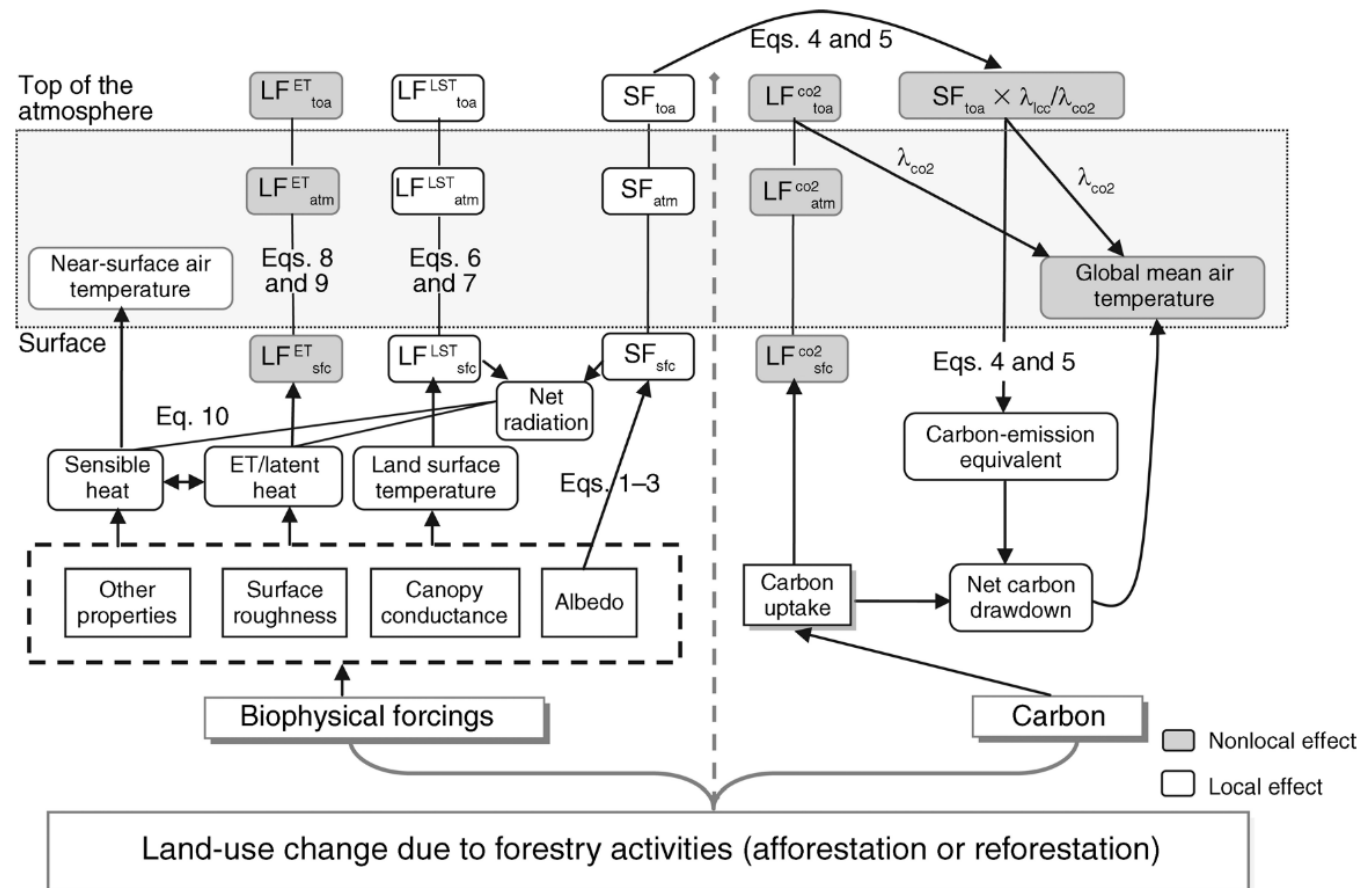 Eqs. 4 and 5
Top of the
atmosphere
LF^ET_toa
LF^LST_toa
SF_toa
LF^co2_toa
SF_toa × λ_lcc/λ_co2
LF^ET_atm
LF^LST_atm
SF_atm
LF^co2_atm
λ_co2
λ_co2
Near-surface air
temperature
Eqs. 8
and 9
Eqs. 6
and 7
Global mean air
temperature
Surface
LF^ET_sfc
LF^LST_sfc
SF_sfc
LF^co2_sfc
Eqs. 4 and 5
Net
radiation
Eq. 10
Sensible
heat
ET/latent
heat
Land surface
temperature
Eqs. 1–3
Carbon-emission
equivalent
Other
properties
Surface
roughness
Canopy
conductance
Albedo
Carbon
uptake
Net carbon
drawdown
Biophysical forcings
Carbon
Nonlocal effect
Local effect
Land-use change due to forestry activities (afforestation or reforestation)